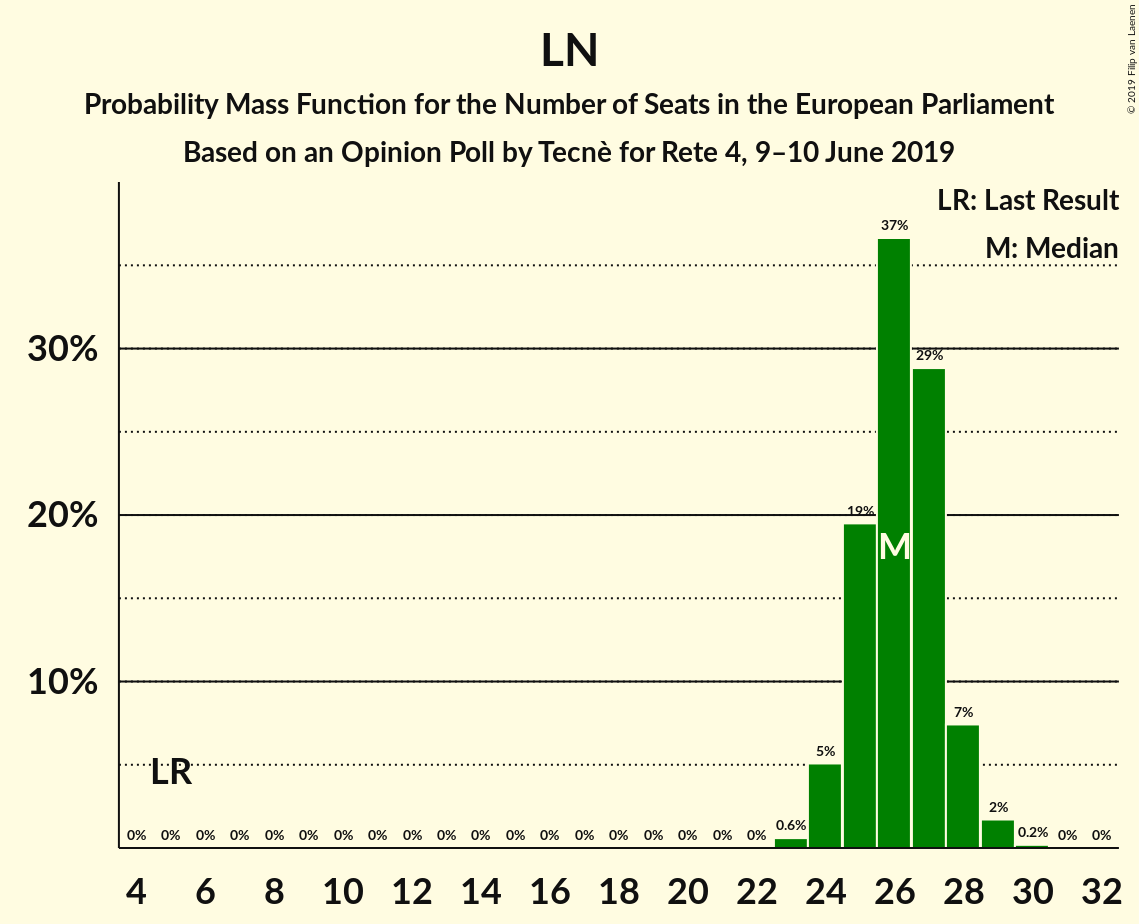 LN
Probability Mass Function for the Number of Seats in the European Parliament
Based on an Opinion Poll by Tecnè for Rete 4, 9–10 June 2019
© 2019 Filip van Laenen
LR: Last Result
M: Median
37%
30%
29%
20%
19%
M
10%
7%
5%
LR
2%
0% 0% 0% 0% 0% 0% 0% 0% 0% 0% 0% 0% 0% 0% 0% 0% 0% 0% 0% 0.6% 0.2% 0% 0%
4 6 8 10 12 14 16 18 20 22 24 26 28 30 32